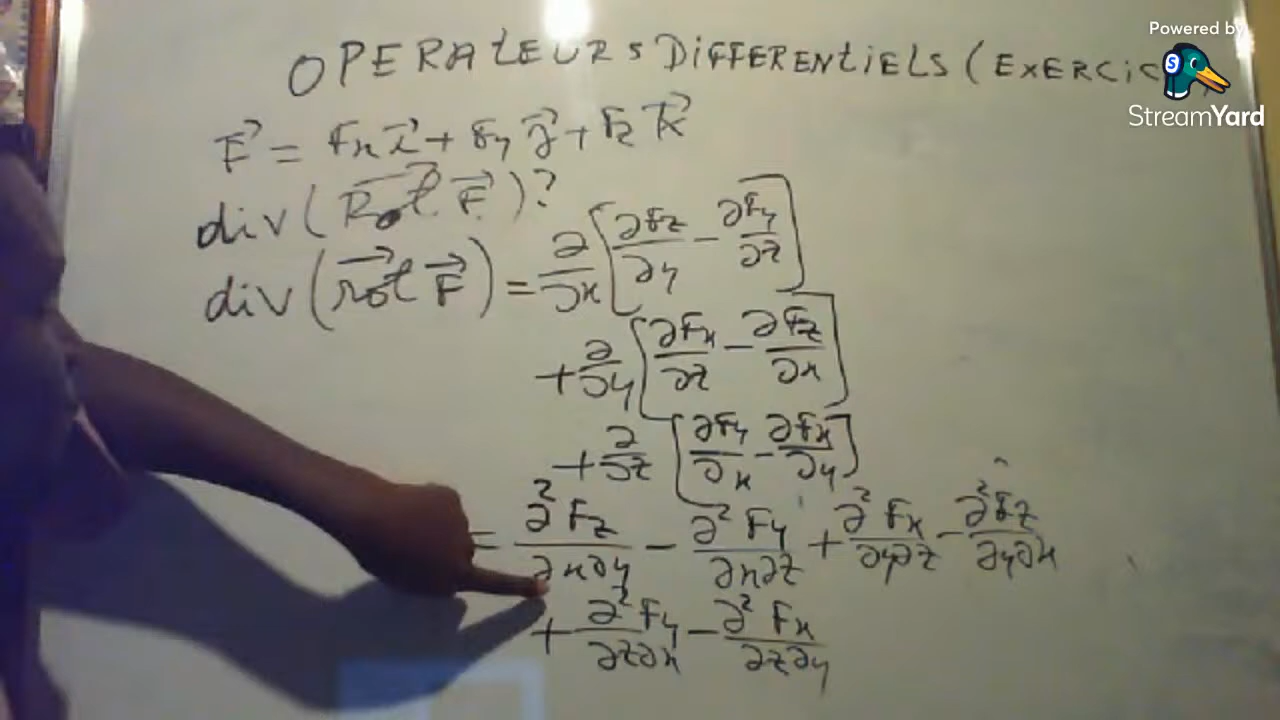 Powered by
StreamYard
OPERATEURS DIFFERENTIELS (EXERCIC
F⃗ = Fx i⃗ + Fy j⃗ + Fz k⃗
div(Rot⃗ F⃗)?
div(rot⃗ F⃗) = ∂/∂x [∂Fz/∂y − ∂Fy/∂z]
+ ∂/∂y [∂Fx/∂z − ∂Fz/∂x]
+ ∂/∂z [∂Fy/∂x − ∂Fx/∂y]
= ∂²Fz/∂x∂y − ∂²Fy/∂x∂z + ∂²Fx/∂y∂z − ∂²Fz/∂y∂x
+ ∂²Fy/∂z∂x − ∂²Fx/∂z∂y